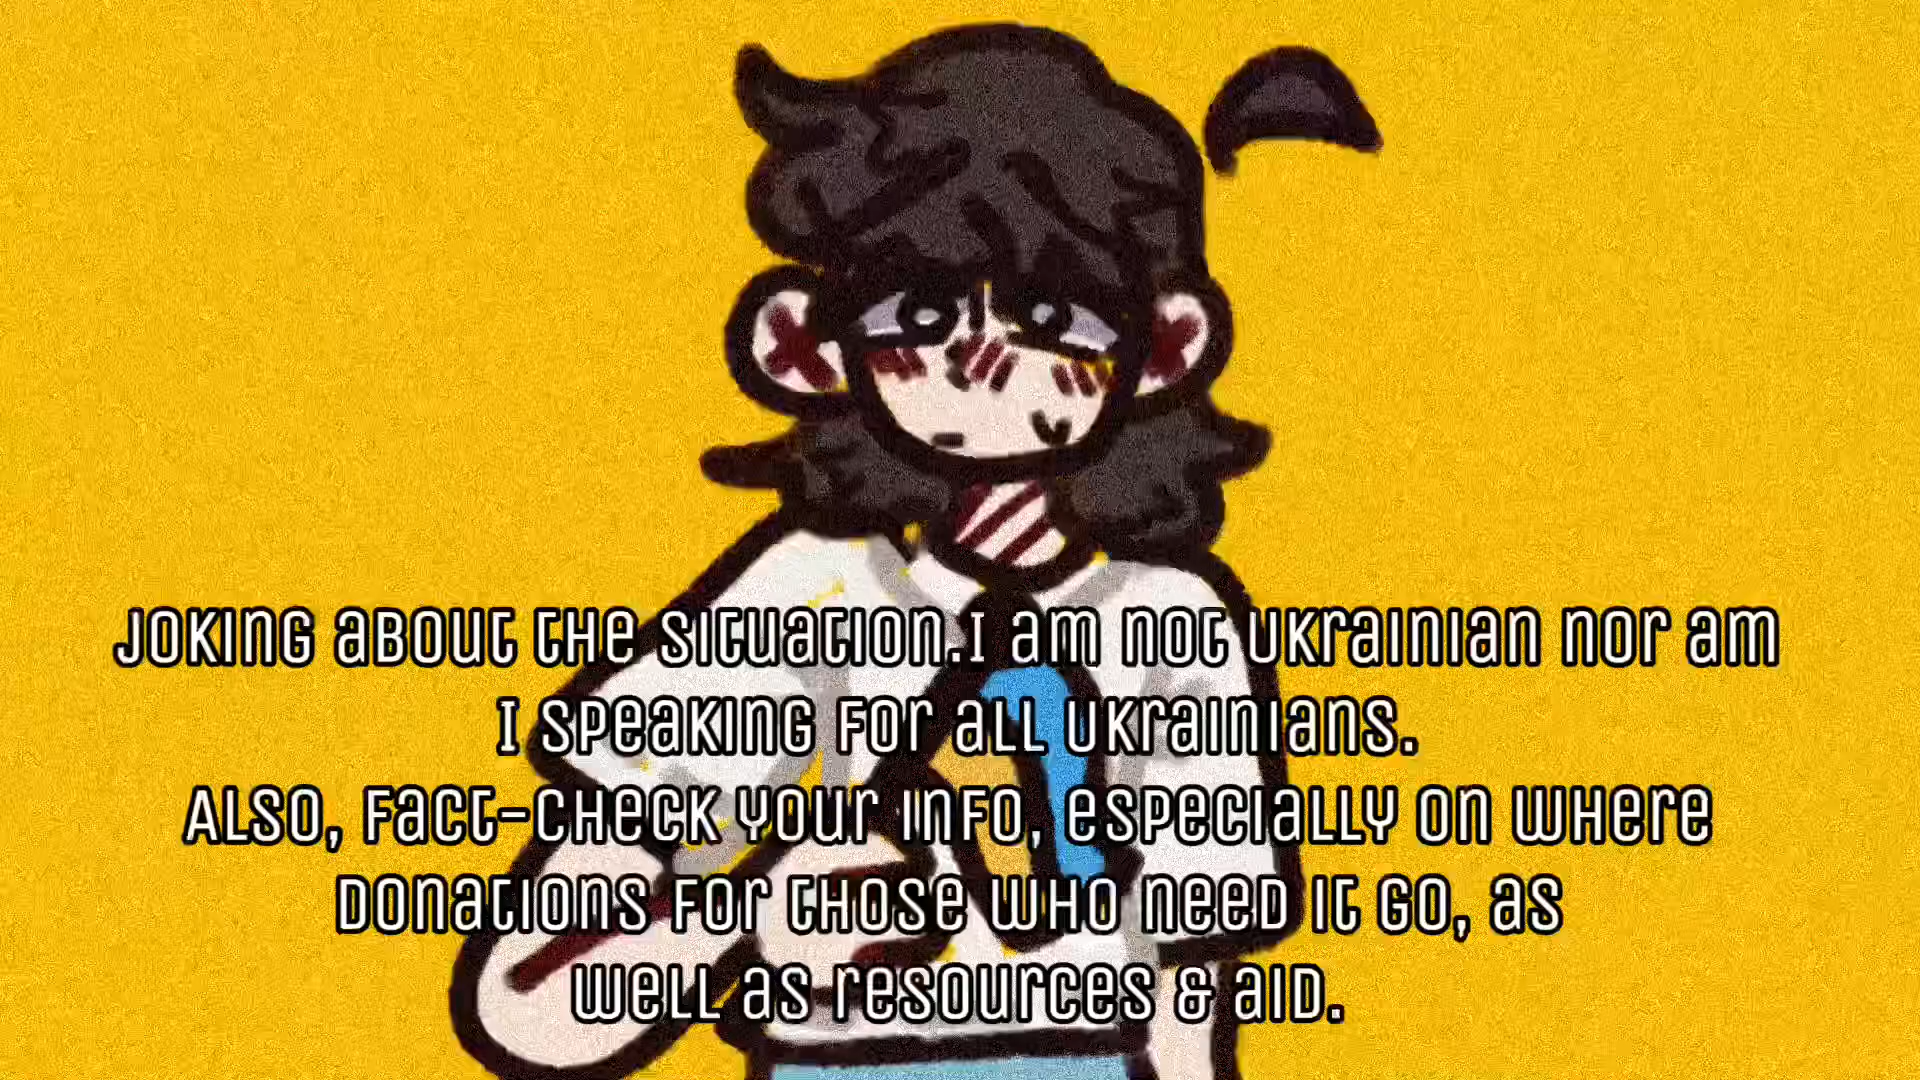 Joking about the situation.I am not Ukrainian nor am
I speaking for all Ukrainians.
Also, fact-check your info, especially on where
donations for those who need it go, as
well as resources & aid.